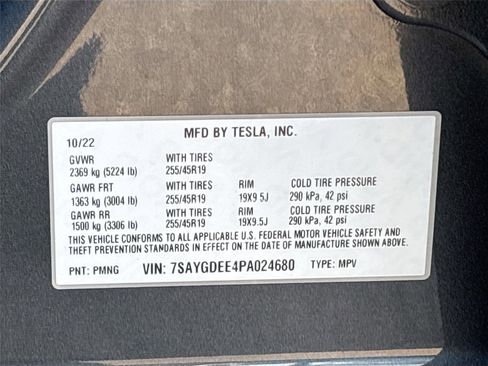 MFD BY TESLA, INC.
10/22
GVWR WITH TIRES
2369 kg (5224 lb) 255/45R19
GAWR FRT WITH TIRES RIM COLD TIRE PRESSURE
1363 kg (3004 lb) 255/45R19 19X9.5J 290 kPa, 42 psi
GAWR RR WITH TIRES RIM COLD TIRE PRESSURE
1500 kg (3306 lb) 255/45R19 19X9.5J 290 kPa, 42 psi
THIS VEHICLE CONFORMS TO ALL APPLICABLE U.S. FEDERAL MOTOR VEHICLE SAFETY AND
THEFT PREVENTION STANDARDS IN EFFECT ON THE DATE OF MANUFACTURE SHOWN ABOVE.
PNT: PMNG VIN: 7SAYGDEE4PA024680 TYPE: MPV